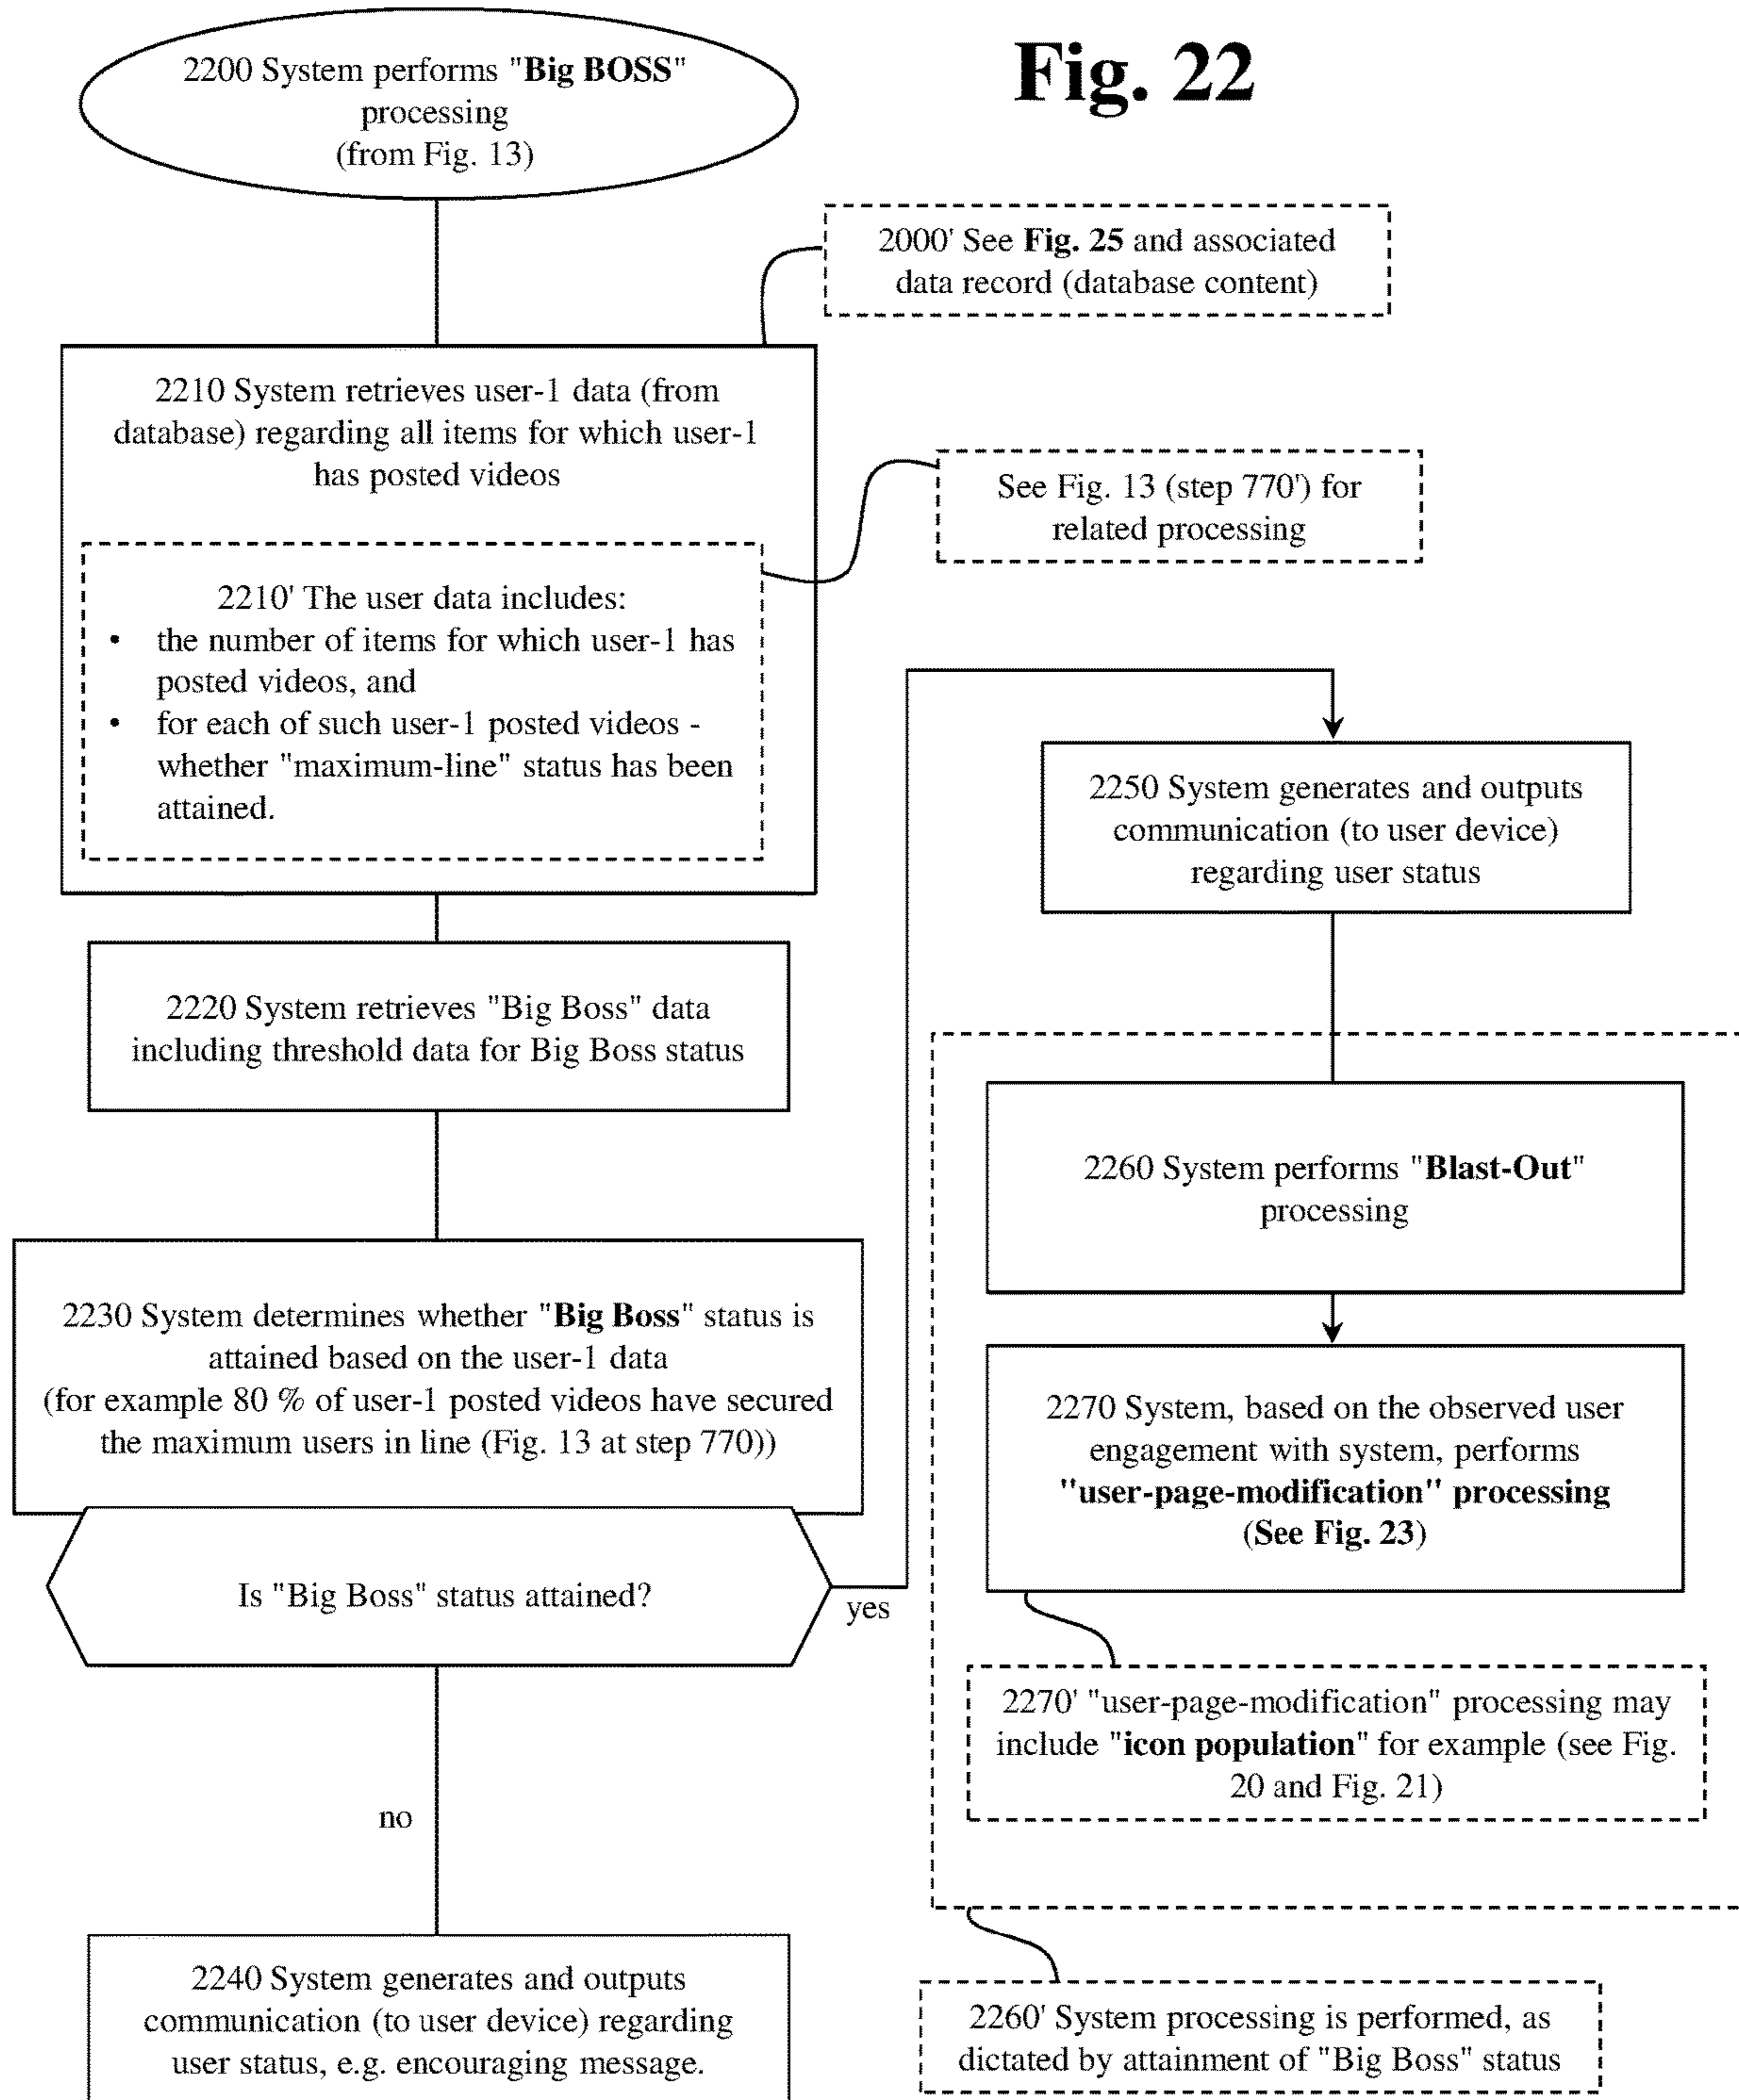 Fig. 22
2200 System performs "Big BOSS"
processing
(from Fig. 13)
2000' See Fig. 25 and associated
data record (database content)
2210 System retrieves user-1 data (from
database) regarding all items for which user-1
has posted videos
See Fig. 13 (step 770') for
related processing
2210' The user data includes:
• the number of items for which user-1 has
posted videos, and
• for each of such user-1 posted videos -
whether "maximum-line" status has been
attained.
2220 System retrieves "Big Boss" data
including threshold data for Big Boss status
2230 System determines whether "Big Boss" status is
attained based on the user-1 data
(for example 80 % of user-1 posted videos have secured
the maximum users in line (Fig. 13 at step 770))
Is "Big Boss" status attained?
yes
no
2240 System generates and outputs
communication (to user device) regarding
user status, e.g. encouraging message.
2250 System generates and outputs
communication (to user device)
regarding user status
2260 System performs "Blast-Out"
processing
2270 System, based on the observed user
engagement with system, performs
"user-page-modification" processing
(See Fig. 23)
2270' "user-page-modification" processing may
include "icon population" for example (see Fig.
20 and Fig. 21)
2260' System processing is performed, as
dictated by attainment of "Big Boss" status